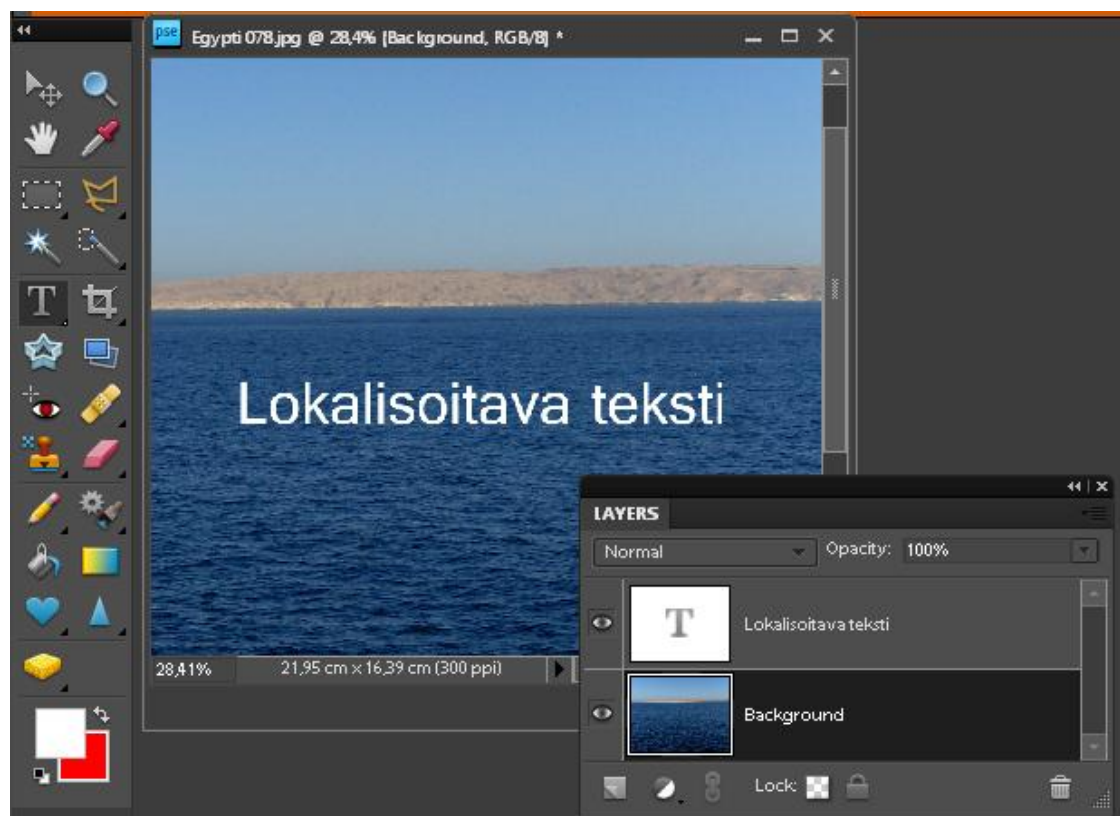 pse Egypti 078.jpg @ 28,4% (Background, RGB/8) *
T
Lokalisoitava teksti
LAYERS
Normal Opacity: 100%
T Lokalisoitava teksti
28,41% 21,95 cm x 16,39 cm (300 ppi)
Background
Lock: